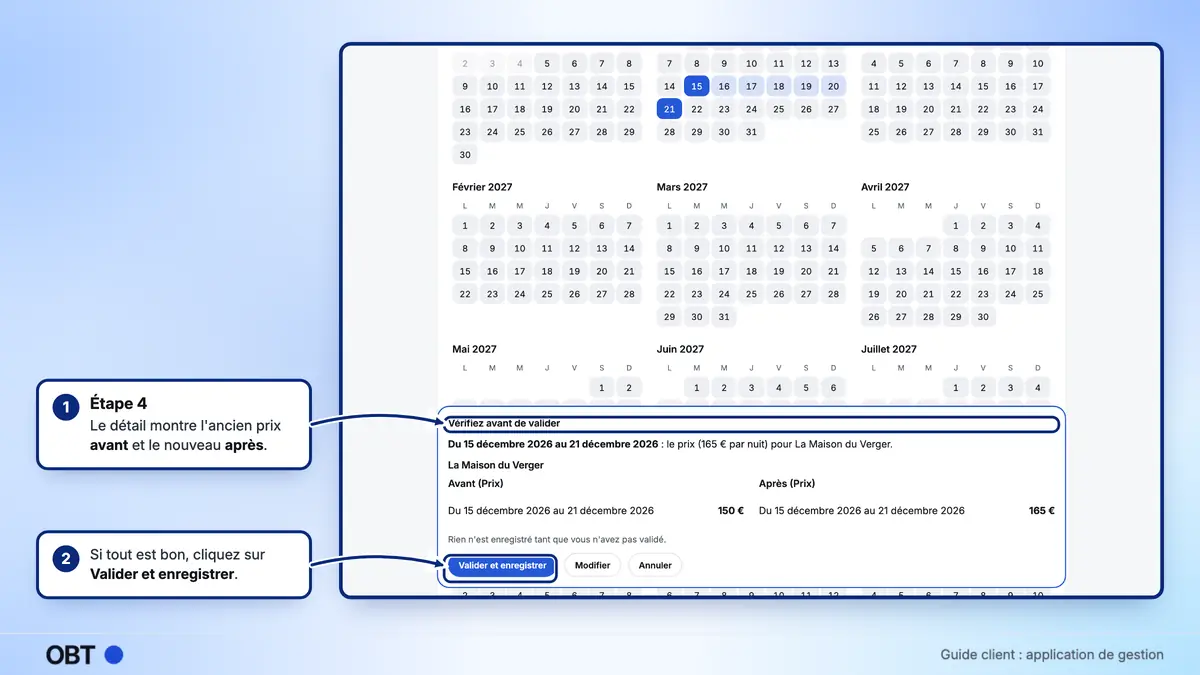 2 3 4 5 6 7 8
9 10 11 12 13 14 15
16 17 18 19 20 21 22
23 24 25 26 27 28 29
30
7 8 9 10 11 12 13
14 15 16 17 18 19 20
21 22 23 24 25 26 27
28 29 30 31
4 5 6 7 8 9 10
11 12 13 14 15 16 17
18 19 20 21 22 23 24
25 26 27 28 29 30 31
Février 2027
L M M J V S D
1 2 3 4 5 6 7
8 9 10 11 12 13 14
15 16 17 18 19 20 21
22 23 24 25 26 27 28
Mars 2027
L M M J V S D
1 2 3 4 5 6 7
8 9 10 11 12 13 14
15 16 17 18 19 20 21
22 23 24 25 26 27 28
29 30 31
Avril 2027
L M M J V S D
1 2 3 4
5 6 7 8 9 10 11
12 13 14 15 16 17 18
19 20 21 22 23 24 25
26 27 28 29 30
Mai 2027
L M M J V S D
1 2
Juin 2027
L M M J V S D
1 2 3 4 5 6
Juillet 2027
L M M J V S D
1 2 3 4
1
Étape 4
Le détail montre l'ancien prix
avant et le nouveau après.
2
Si tout est bon, cliquez sur
Valider et enregistrer.
Vérifiez avant de valider
Du 15 décembre 2026 au 21 décembre 2026 : le prix (165 € par nuit) pour La Maison du Verger.
La Maison du Verger
Avant (Prix)
Du 15 décembre 2026 au 21 décembre 2026 150 €
Après (Prix)
Du 15 décembre 2026 au 21 décembre 2026 165 €
Rien n'est enregistré tant que vous n'avez pas validé.
Valider et enregistrer
Modifier
Annuler
OBT
Guide client : application de gestion